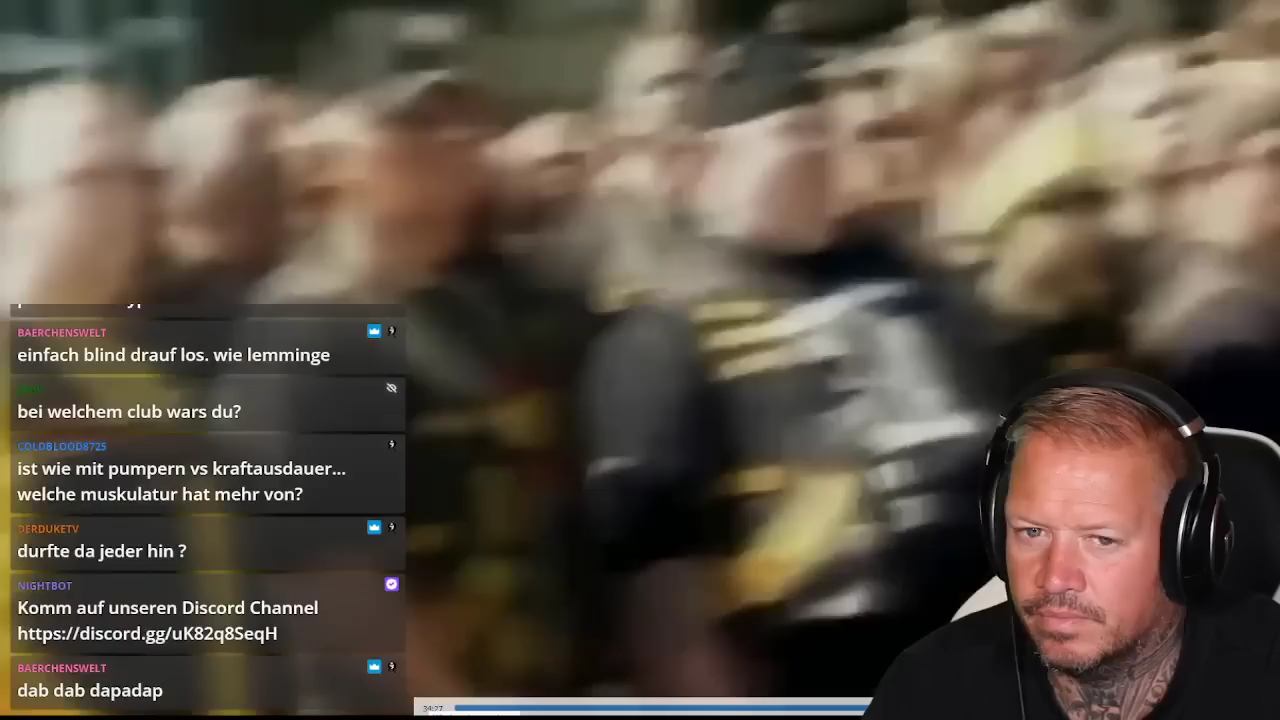 BAERCHENSWELT
einfach blind drauf los. wie lemminge
bei welchem club wars du?
COLDBLOOD8725
ist wie mit pumpern vs kraftausdauer...
welche muskulatur hat mehr von?
DERDUKETV
durfte da jeder hin ?
NIGHTBOT
Komm auf unseren Discord Channel
https://discord.gg/uK82q8SeqH
BAERCHENSWELT
dab dab dapadap
34:27